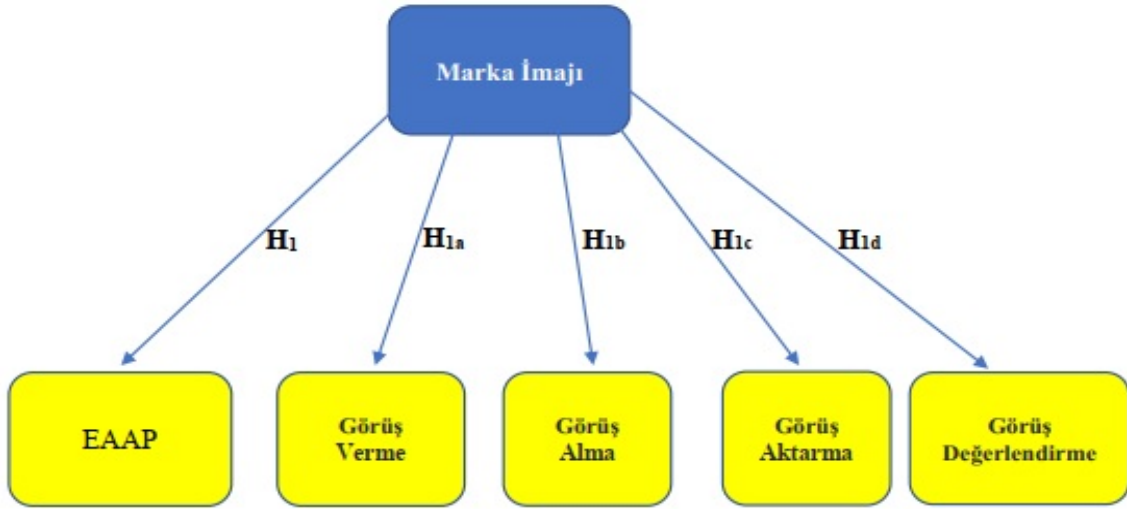 Marka İmajı
H1
H1a
H1b
H1c
H1d
EAAP
Görüş
Verme
Görüş
Alma
Görüş
Aktarma
Görüş
Değerlendirme